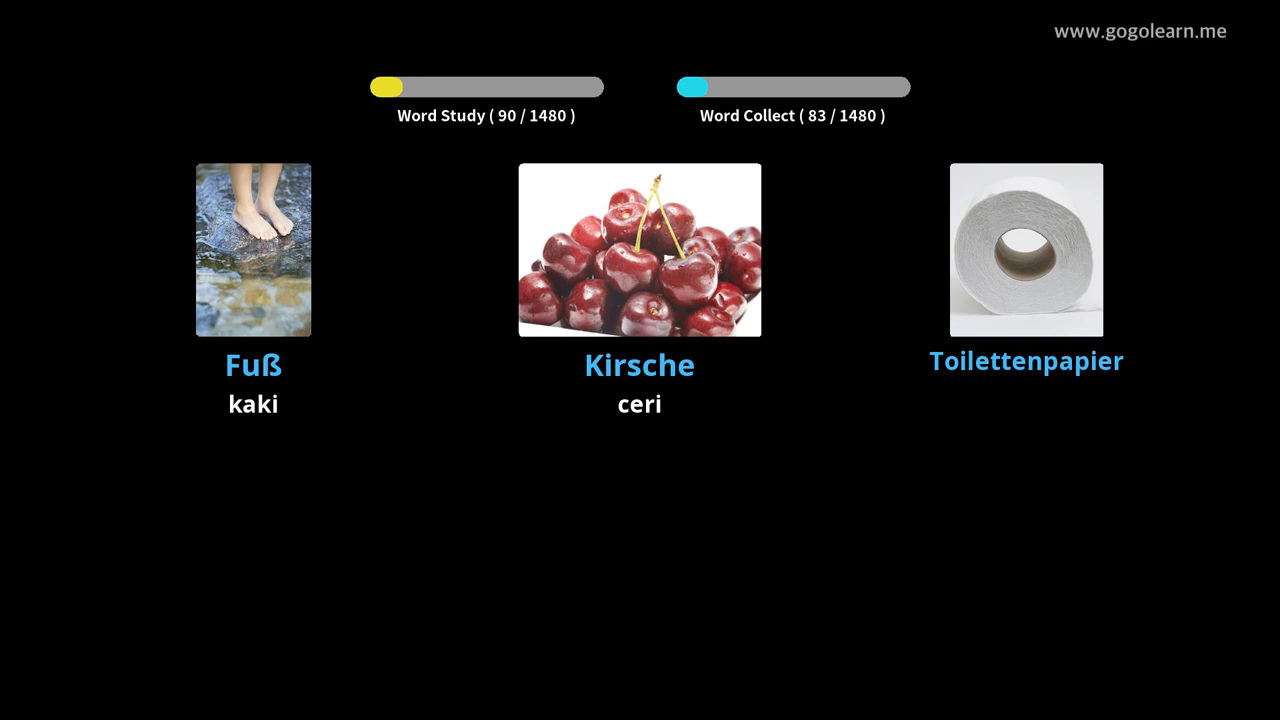 www.gogolearn.me
Word Study ( 90 / 1480 )
Word Collect ( 83 / 1480 )
Fuß
kaki
Kirsche
ceri
Toilettenpapier